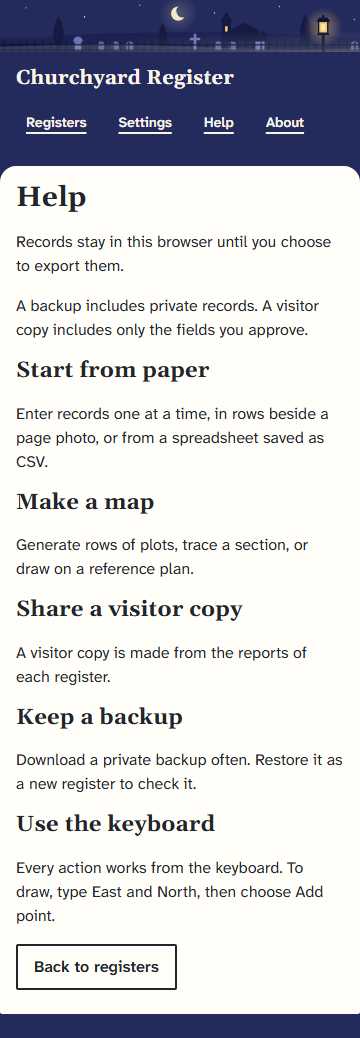 Churchyard Register
Registers Settings Help About
Help
Records stay in this browser until you choose
to export them.
A backup includes private records. A visitor
copy includes only the fields you approve.
Start from paper
Enter records one at a time, in rows beside a
page photo, or from a spreadsheet saved as
CSV.
Make a map
Generate rows of plots, trace a section, or
draw on a reference plan.
Share a visitor copy
A visitor copy is made from the reports of
each register.
Keep a backup
Download a private backup often. Restore it as
a new register to check it.
Use the keyboard
Every action works from the keyboard. To
draw, type East and North, then choose Add
point.
Back to registers